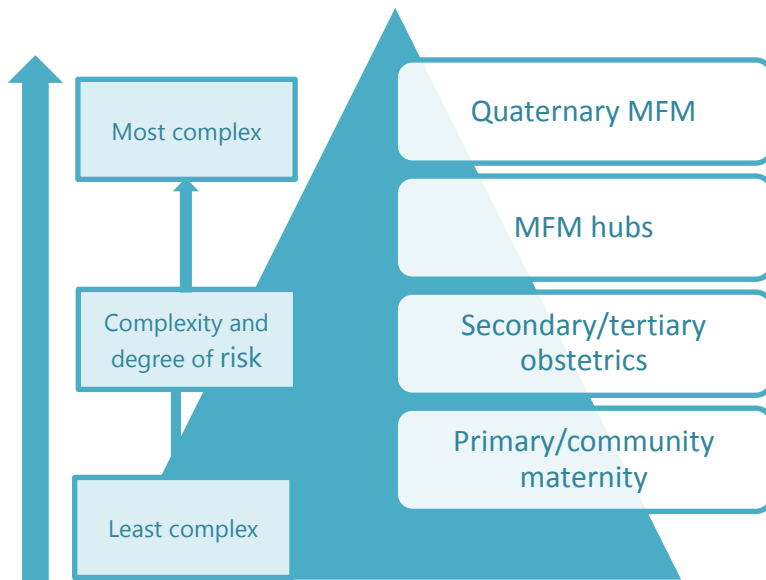 Most complex
Quaternary MFM
MFM hubs
Complexity and
degree of risk
Secondary/tertiary
obstetrics
Primary/community
maternity
Least complex